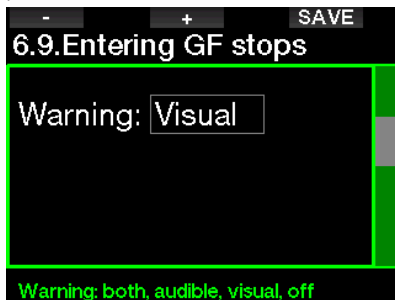 - + SAVE
6.9.Entering GF stops
Warning: Visual
Warning: both, audible, visual, off